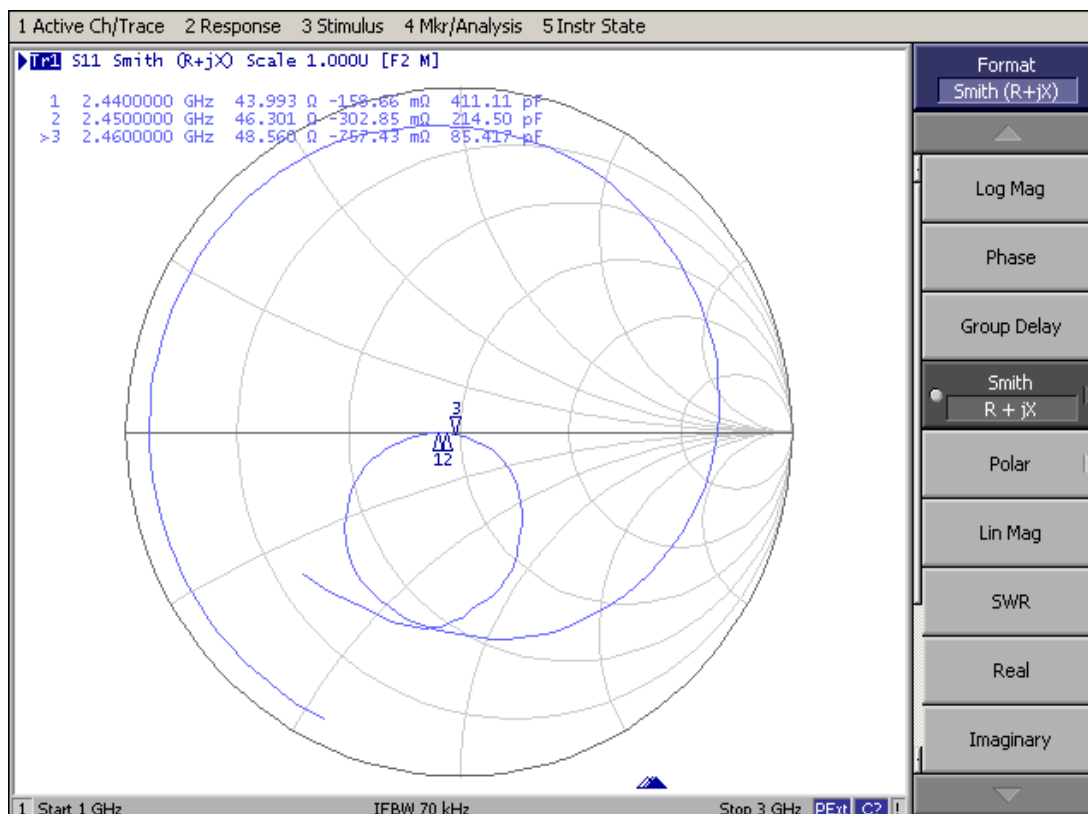 1 Active Ch/Trace 2 Response 3 Stimulus 4 Mkr/Analysis 5 Instr State
Tr1 S11 Smith (R+jX) Scale 1.000U [F2 M]
1 2.4400000 GHz 43.993 Ω -158.66 mΩ 411.11 pF
2 2.4500000 GHz 46.301 Ω -302.85 mΩ 214.50 pF
>3 2.4600000 GHz 48.560 Ω -757.43 mΩ 85.417 pF
3
12
1 Start 1 GHz IFBW 70 kHz Stop 3 GHz PExt C? !
Format
Smith (R+jX)
Log Mag
Phase
Group Delay
Smith
R + jX
Polar
Lin Mag
SWR
Real
Imaginary